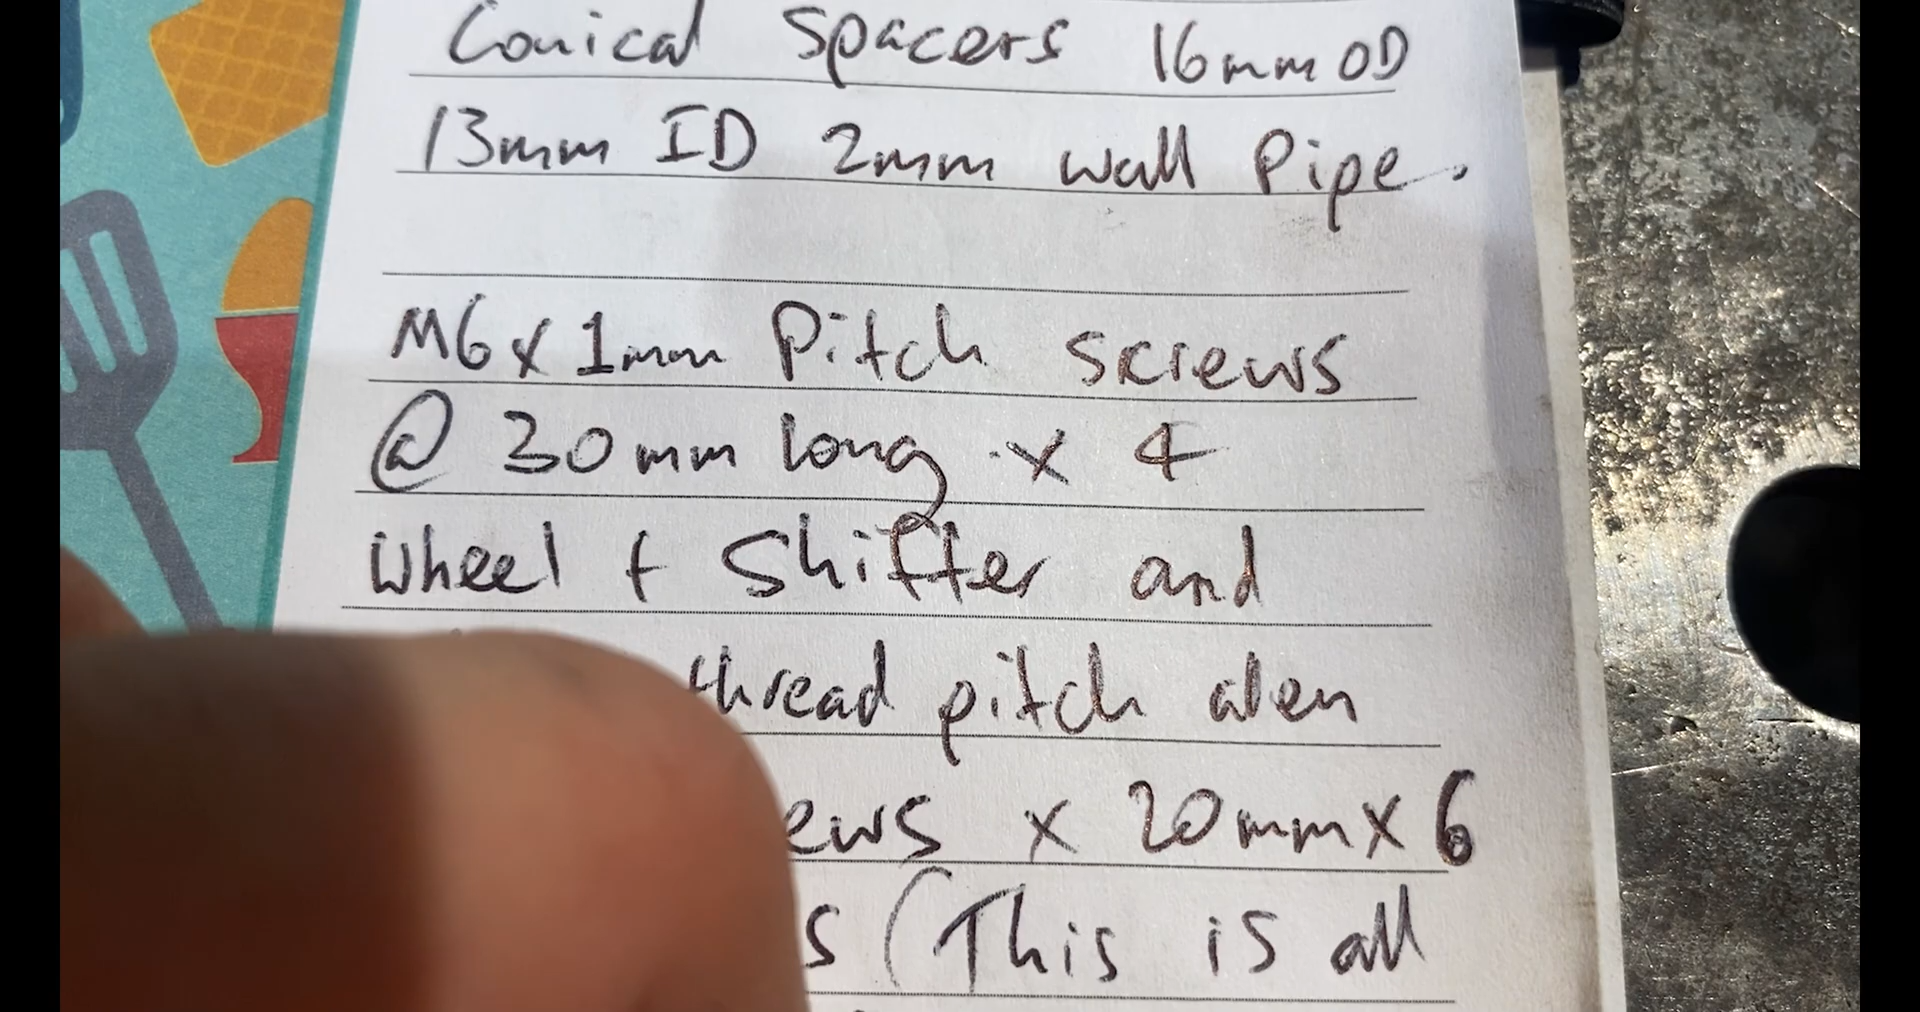 Conical Spacers 16mm OD
13mm ID 2mm wall Pipe.
M6 x 1mm Pitch screws
@ 30mm long x 4
Wheel + Shifter and
thread pitch alen
ews x 20mm x 6
s (This is all